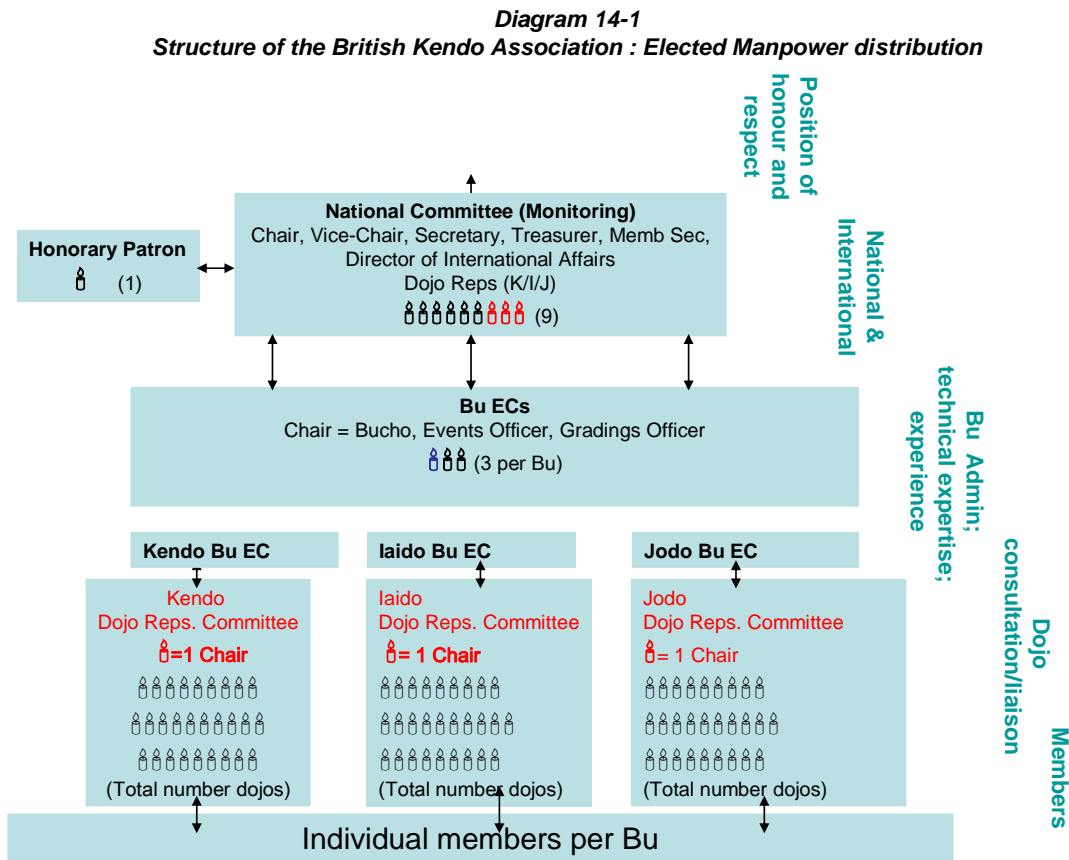 Diagram 14-1
Structure of the British Kendo Association : Elected Manpower distribution
Position of
honour and
respect
National Committee (Monitoring)
Chair, Vice-Chair, Secretary, Treasurer, Memb Sec,
Director of International Affairs
Dojo Reps (K/I/J)
(9)
Honorary Patron
(1)
National &
International
Bu ECs
Chair = Bucho, Events Officer, Gradings Officer
(3 per Bu)
Bu Admin;
technical expertise;
experience
Kendo Bu EC
Iaido Bu EC
Jodo Bu EC
Kendo
Dojo Reps. Committee
=1 Chair
(Total number dojos)
Iaido
Dojo Reps. Committee
= 1 Chair
(Total number dojos)
Jodo
Dojo Reps. Committee
= 1 Chair
(Total number dojos)
Dojo
consultation/liaison
Members
Individual members per Bu